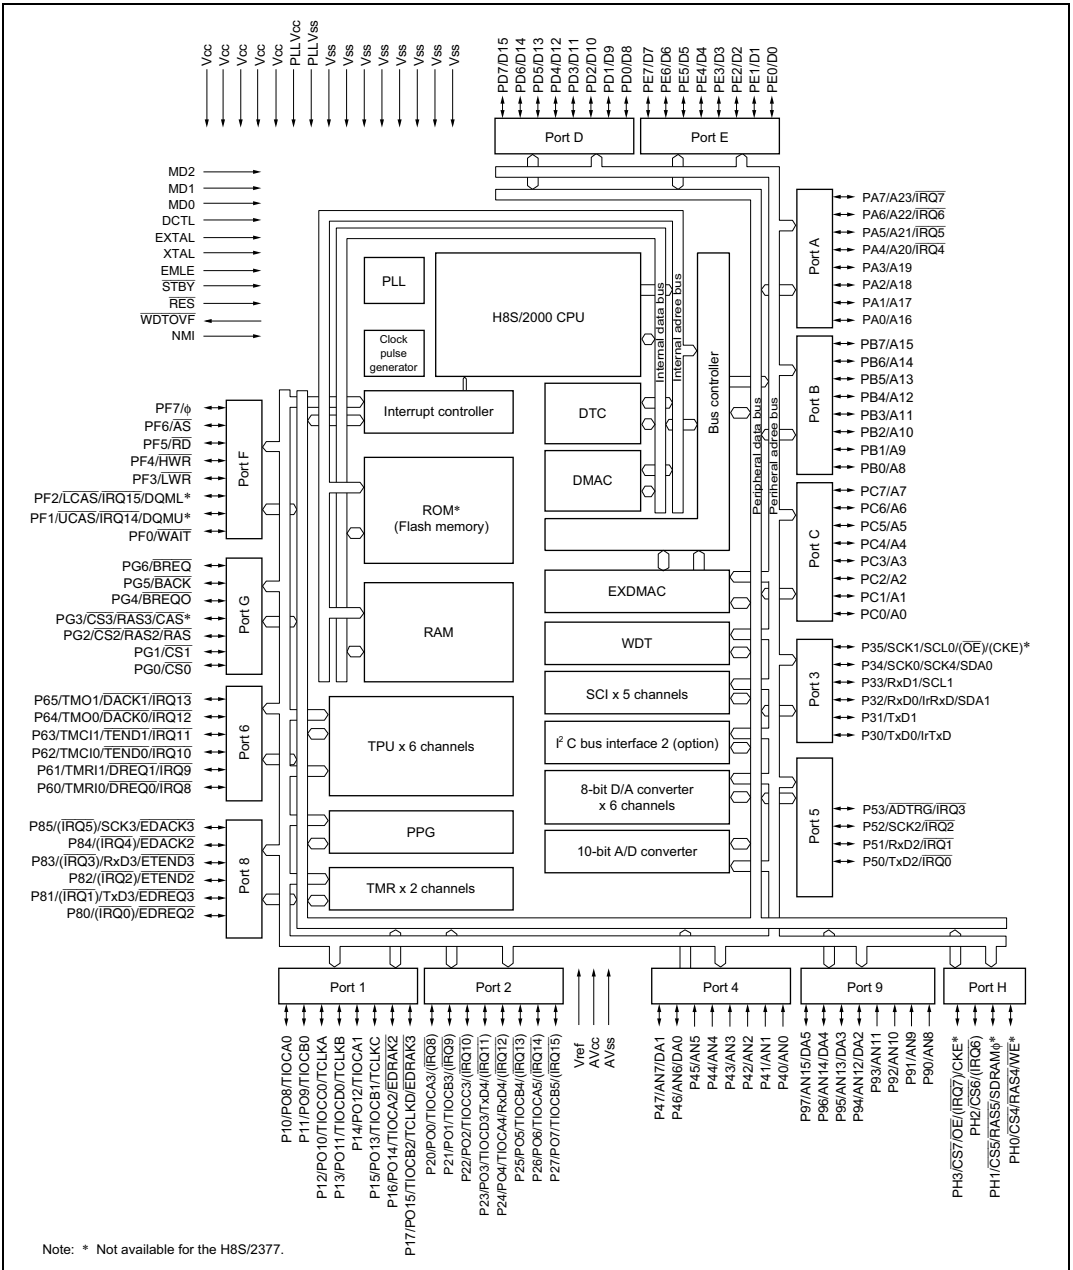 Vcc
Vcc
Vcc
Vcc
Vcc
PLLVcc
PLLVss
Vss
Vss
Vss
Vss
Vss
Vss
Vss
Vss
PD7/D15
PD6/D14
PD5/D13
PD4/D12
PD3/D11
PD2/D10
PD1/D9
PD0/D8
PE7/D7
PE6/D6
PE5/D5
PE4/D4
PE3/D3
PE2/D2
PE1/D1
PE0/D0
Port D
Port E
MD2
MD1
MD0
DCTL
EXTAL
XTAL
EMLE
STBY
RES
WDTOVF
NMI
PLL
Clock
pulse
generator
H8S/2000 CPU
Interrupt controller
DTC
DMAC
ROM*
(Flash memory)
RAM
TPU x 6 channels
PPG
TMR x 2 channels
Internal data bus
Internal adree bus
Bus controller
Peripheral data bus
Periheral adree bus
EXDMAC
WDT
SCI x 5 channels
I² C bus interface 2 (option)
8-bit D/A converter
x 6 channels
10-bit A/D converter
Port A
PA7/A23/IRQ7
PA6/A22/IRQ6
PA5/A21/IRQ5
PA4/A20/IRQ4
PA3/A19
PA2/A18
PA1/A17
PA0/A16
Port B
PB7/A15
PB6/A14
PB5/A13
PB4/A12
PB3/A11
PB2/A10
PB1/A9
PB0/A8
Port C
PC7/A7
PC6/A6
PC5/A5
PC4/A4
PC3/A3
PC2/A2
PC1/A1
PC0/A0
Port 3
P35/SCK1/SCL0/(OE)/(CKE)*
P34/SCK0/SCK4/SDA0
P33/RxD1/SCL1
P32/RxD0/IrRxD/SDA1
P31/TxD1
P30/TxD0/IrTxD
Port 5
P53/ADTRG/IRQ3
P52/SCK2/IRQ2
P51/RxD2/IRQ1
P50/TxD2/IRQ0
PF7/ϕ
PF6/AS
PF5/RD
PF4/HWR
PF3/LWR
PF2/LCAS/IRQ15/DQML*
PF1/UCAS/IRQ14/DQMU*
PF0/WAIT
Port F
PG6/BREQ
PG5/BACK
PG4/BREQO
PG3/CS3/RAS3/CAS*
PG2/CS2/RAS2/RAS
PG1/CS1
PG0/CS0
Port G
P65/TMO1/DACK1/IRQ13
P64/TMO0/DACK0/IRQ12
P63/TMCI1/TEND1/IRQ11
P62/TMCI0/TEND0/IRQ10
P61/TMRI1/DREQ1/IRQ9
P60/TMRI0/DREQ0/IRQ8
Port 6
P85/(IRQ5)/SCK3/EDACK3
P84/(IRQ4)/EDACK2
P83/(IRQ3)/RxD3/ETEND3
P82/(IRQ2)/ETEND2
P81/(IRQ1)/TxD3/EDREQ3
P80/(IRQ0)/EDREQ2
Port 8
Port 1
Port 2
Port 4
Port 9
Port H
P10/PO8/TIOCA0
P11/PO9/TIOCB0
P12/PO10/TIOCC0/TCLKA
P13/PO11/TIOCD0/TCLKB
P14/PO12/TIOCA1
P15/PO13/TIOCB1/TCLKC
P16/PO14/TIOCA2/EDRAK2
P17/PO15/TIOCB2/TCLKD/EDRAK3
P20/PO0/TIOCA3/(IRQ8)
P21/PO1/TIOCB3/(IRQ9)
P22/PO2/TIOCC3/(IRQ10)
P23/PO3/TIOCD3/TxD4/(IRQ11)
P24/PO4/TIOCA4/RxD4/(IRQ12)
P25/PO5/TIOCB4/(IRQ13)
P26/PO6/TIOCA5/(IRQ14)
P27/PO7/TIOCB5/(IRQ15)
Vref
AVcc
AVss
P47/AN7/DA1
P46/AN6/DA0
P45/AN5
P44/AN4
P43/AN3
P42/AN2
P41/AN1
P40/AN0
P97/AN15/DA5
P96/AN14/DA4
P95/AN13/DA3
P94/AN12/DA2
P93/AN11
P92/AN10
P91/AN9
P90/AN8
PH3/CS7/OE/(IRQ7)/CKE*
PH2/CS6/(IRQ6)
PH1/CS5/RAS5/SDRAMϕ*
PH0/CS4/RAS4/WE*
Note: * Not available for the H8S/2377.